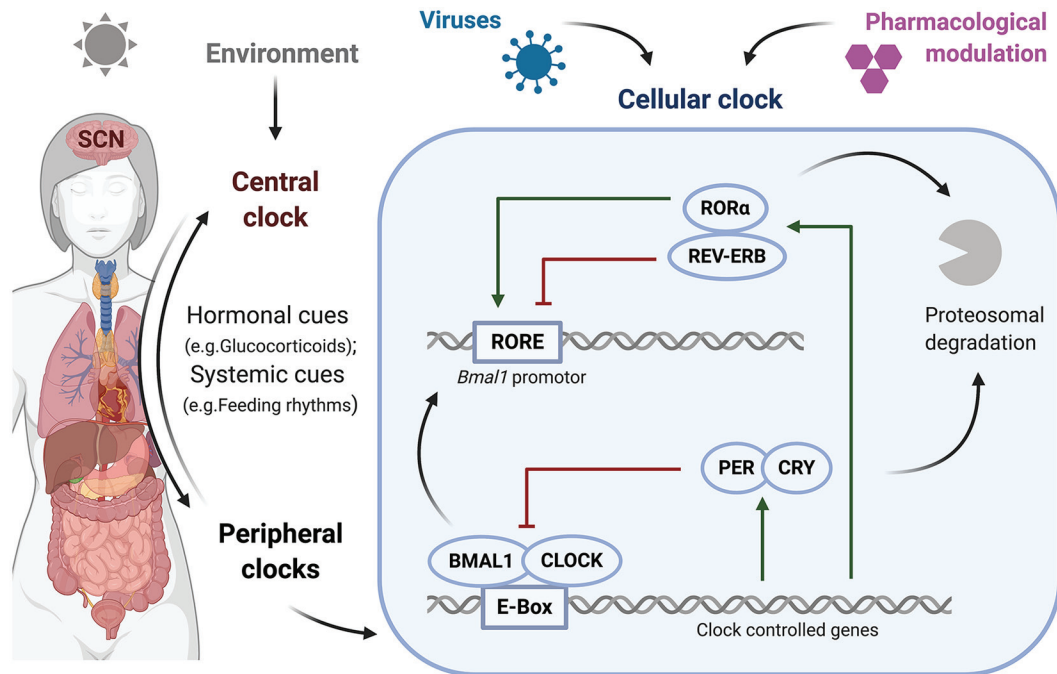 Viruses
Pharmacological
modulation
Environment
Cellular clock
SCN
Central
clock
RORα
REV-ERB
Hormonal cues
(e.g.Glucocorticoids);
Systemic cues
(e.g.Feeding rhythms)
RORE
Bmal1 promotor
Proteosomal
degradation
PER
CRY
Peripheral
clocks
BMAL1
CLOCK
E-Box
Clock controlled genes